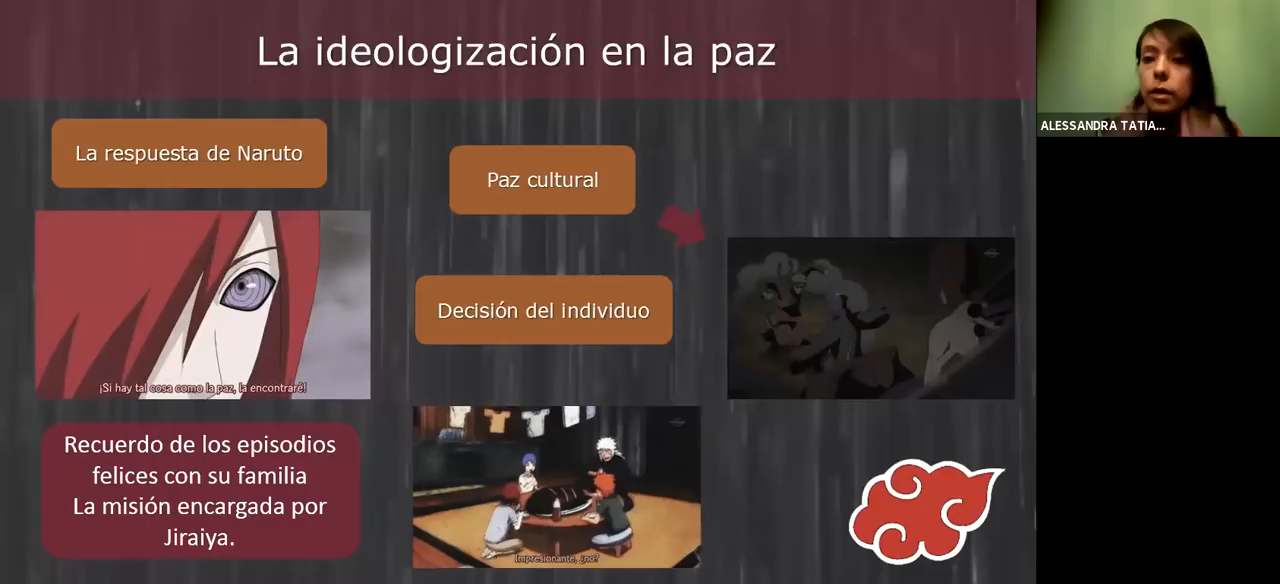 La ideologización en la paz
La respuesta de Naruto
Paz cultural
Decisión del individuo
¡Si hay tal cosa como la paz, la encontraré!
Recuerdo de los episodios
felices con su familia
La misión encargada por
Jiraiya.
Impresionante, ¿no?
ALESSANDRA TATIA...